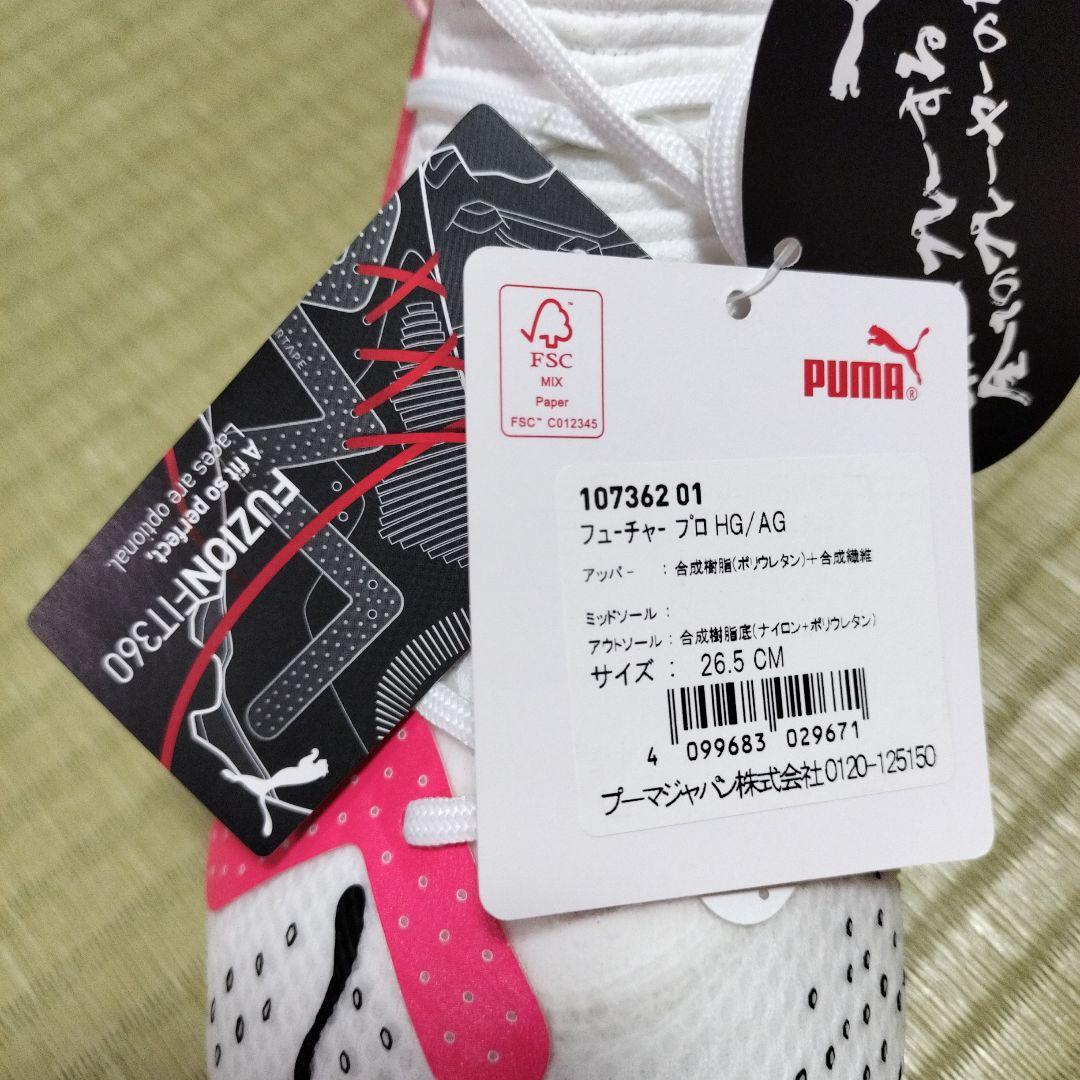 FSC
MIX
Paper
FSC™ C012345
PUMA®
107362 01
フューチャー プロ HG/AG
アッパー : 合成樹脂(ポリウレタン)+合成繊維
ミッドソール :
アウトソール : 合成樹脂底(ナイロン+ポリウレタン)
サイズ : 26.5 CM
4 099683 029671
プーマジャパン株式会社0120-125150
FUZIONFIT360
A fit so perfect,
Laces are optional.